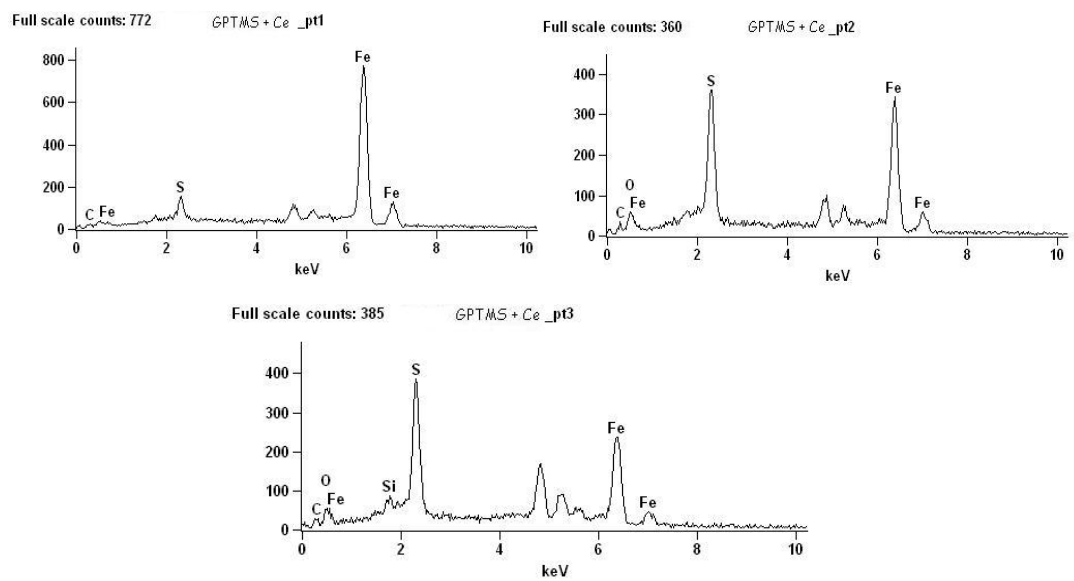 Full scale counts: 772 GPTMS + Ce _pt1
800
600
400
200
0
C Fe
S
Fe
Fe
0 2 4 6 8 10
keV
Full scale counts: 360 GPTMS + Ce _pt2
400
300
200
100
0
O
C Fe
S
Fe
Fe
0 2 4 6 8 10
keV
Full scale counts: 385 GPTMS + Ce _pt3
400
300
200
100
0
O
C Fe
Si
S
Fe
Fe
0 2 4 6 8 10
keV